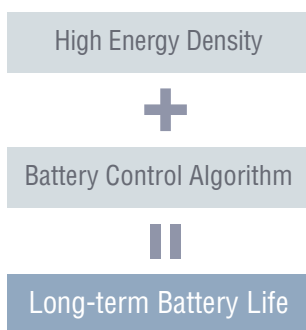 High Energy Density
+
Battery Control Algorithm
=
Long-term Battery Life